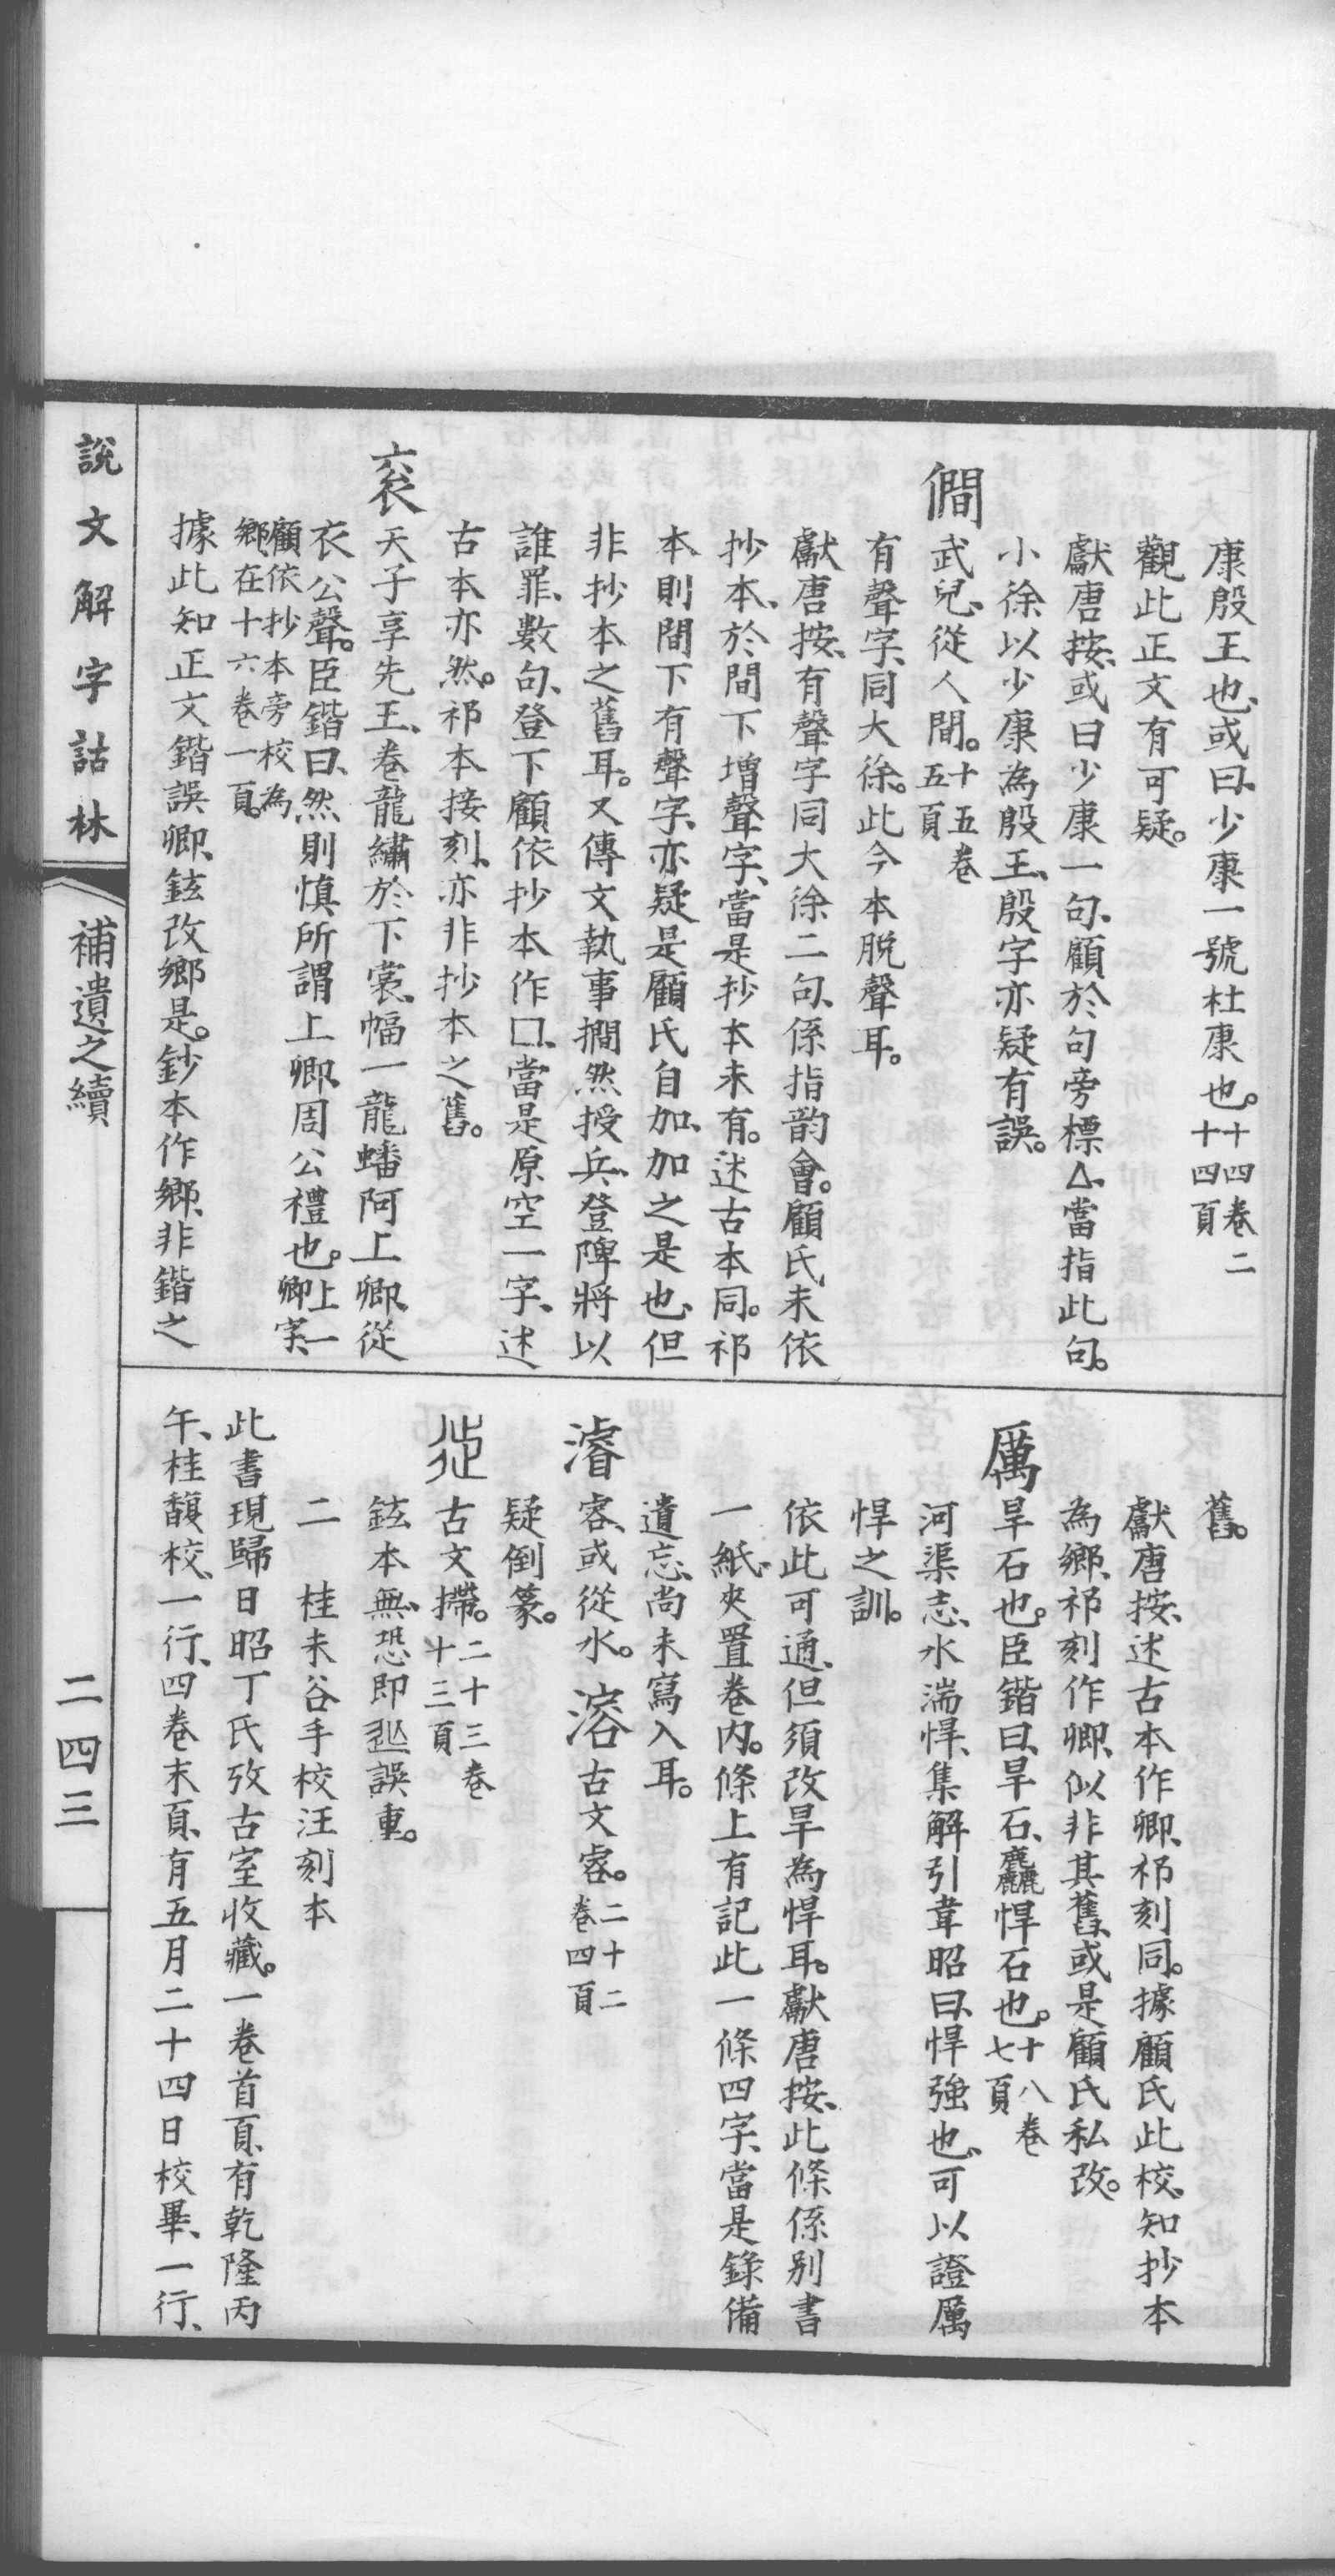 康殷王也、或曰、少康一號杜康也。十四卷二十四頁
觀此正文有可疑。
獻唐按、或曰少康一句、顧於句旁標△、當指此句。
小徐以少康為殷王、殷字亦疑有誤。
僩
武皃、從人間。十五卷五頁
有聲字、同大徐。此今本脫聲耳。
獻唐按、有聲字同大徐二句、係指韵會。顧氏未依
抄本、於間下增聲字、當是抄本未有。述古本同。祁
本則間下有聲字、亦疑是顧氏自加、加之是也、但
非抄本之舊耳。又傳文執事撊然授兵、登陴將以
誰罪、數句、登下顧依抄本作囗、當是原空一字、述
古本亦然。祁本接刻、亦非抄本之舊。
袞
天子享先王、卷龍繡於下裳、幅一龍蟠阿上卿、從
衣公聲。臣鍇曰、然則慎所謂上卿、周公禮也。上一卿字、
顧依抄本旁校為鄉、在十六卷一頁。
據此知正文鍇誤卿、鉉改鄉是。鈔本作鄉、非鍇之
舊。
獻唐按、述古本作卿、祁刻同。據顧氏此校、知抄本
為鄉、祁刻作卿、似非其舊、或是顧氏私改。
厲
旱石也。臣鍇曰、旱石、麤悍石也。十八卷七頁
河渠志、水湍悍、集解引韋昭曰、悍強也、可以證厲
悍之訓。
依此可通、但須改旱為悍耳。獻唐按、此條係別書
一紙、夾置卷內。條上有記此一條四字、當是錄備
遺忘、尚未寫入耳。
濬
睿、或從水。濬古文睿。二十二卷四頁
疑倒篆。
古文㨖。二十三卷十三頁
鉉本無、恐即誤重。
二　桂未谷手校汪刻本
此書現歸日昭丁氏攷古室收藏。一卷首頁、有乾隆丙
午、桂馥校、一行、四卷末頁、有五月二十四日校畢、一行、
說文解字詁林
補遺之續
二四三